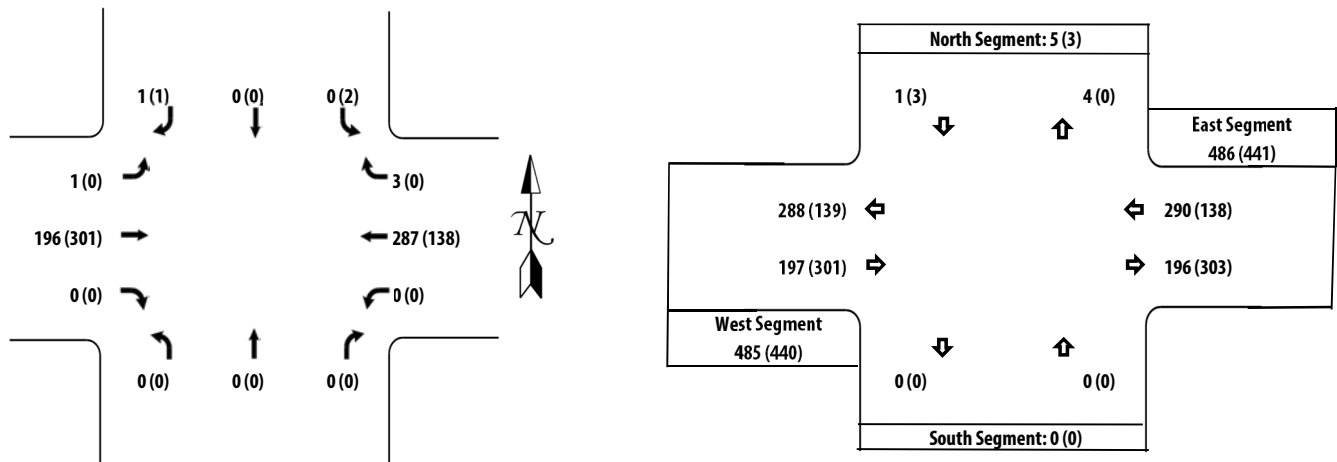 1 (1) 0 (0) 0 (2)
1 (0) 3 (0)
196 (301) 287 (138)
0 (0) 0 (0)
0 (0) 0 (0) 0 (0)
N
North Segment: 5 (3)
1 (3) 4 (0)
East Segment
486 (441)
288 (139) 290 (138)
197 (301) 196 (303)
West Segment
485 (440)
0 (0) 0 (0)
South Segment: 0 (0)